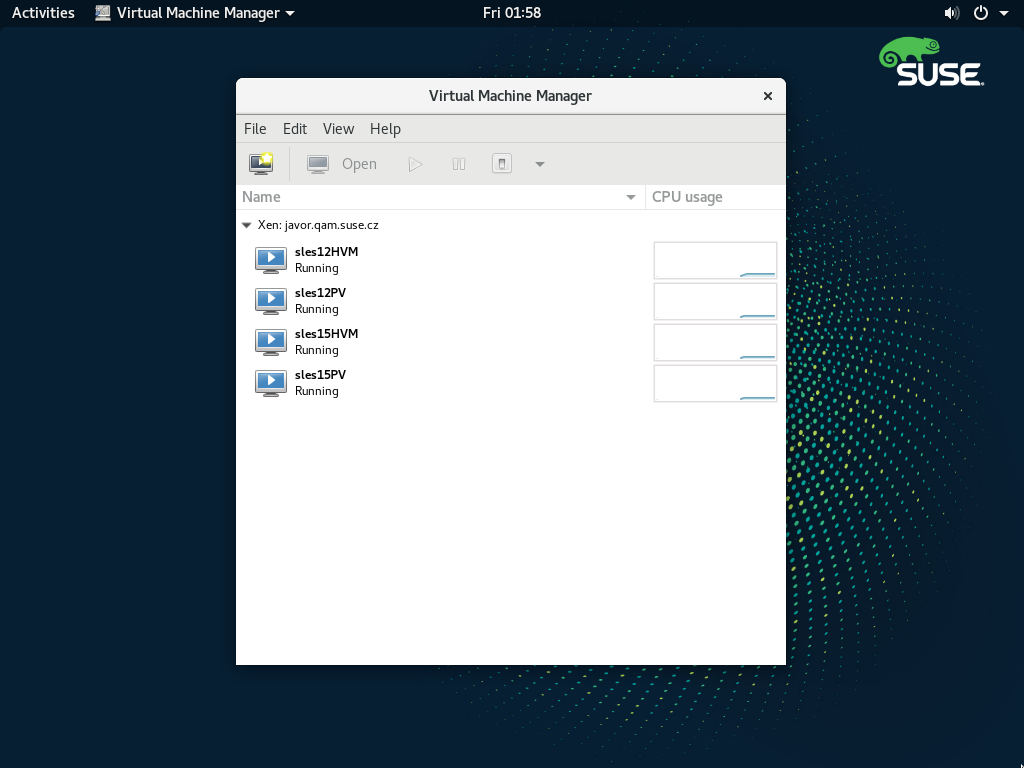 Activities Virtual Machine Manager Fri 01:58
SUSE
Virtual Machine Manager
File Edit View Help
Open
Name CPU usage
Xen: javor.qam.suse.cz
sles12HVM
Running
sles12PV
Running
sles15HVM
Running
sles15PV
Running